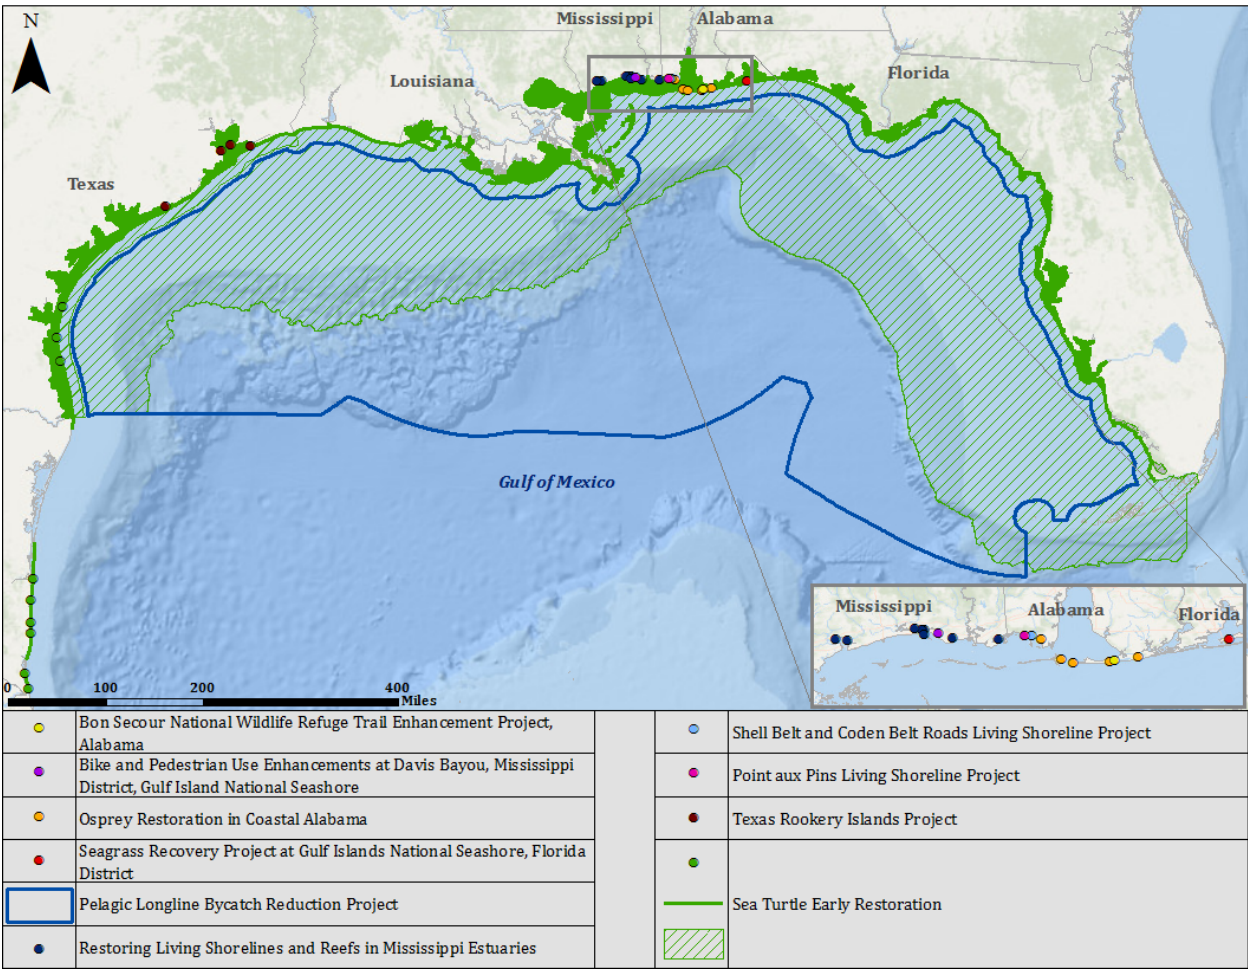 N
Mississippi
Alabama
Louisiana
Florida
Texas
Gulf of Mexico
Mississippi
Alabama
Florida
0
100
200
400
Miles
Bon Secour National Wildlife Refuge Trail Enhancement Project,
Alabama
Bike and Pedestrian Use Enhancements at Davis Bayou, Mississippi
District, Gulf Island National Seashore
Osprey Restoration in Coastal Alabama
Seagrass Recovery Project at Gulf Islands National Seashore, Florida
District
Pelagic Longline Bycatch Reduction Project
Restoring Living Shorelines and Reefs in Mississippi Estuaries
Shell Belt and Coden Belt Roads Living Shoreline Project
Point aux Pins Living Shoreline Project
Texas Rookery Islands Project
Sea Turtle Early Restoration